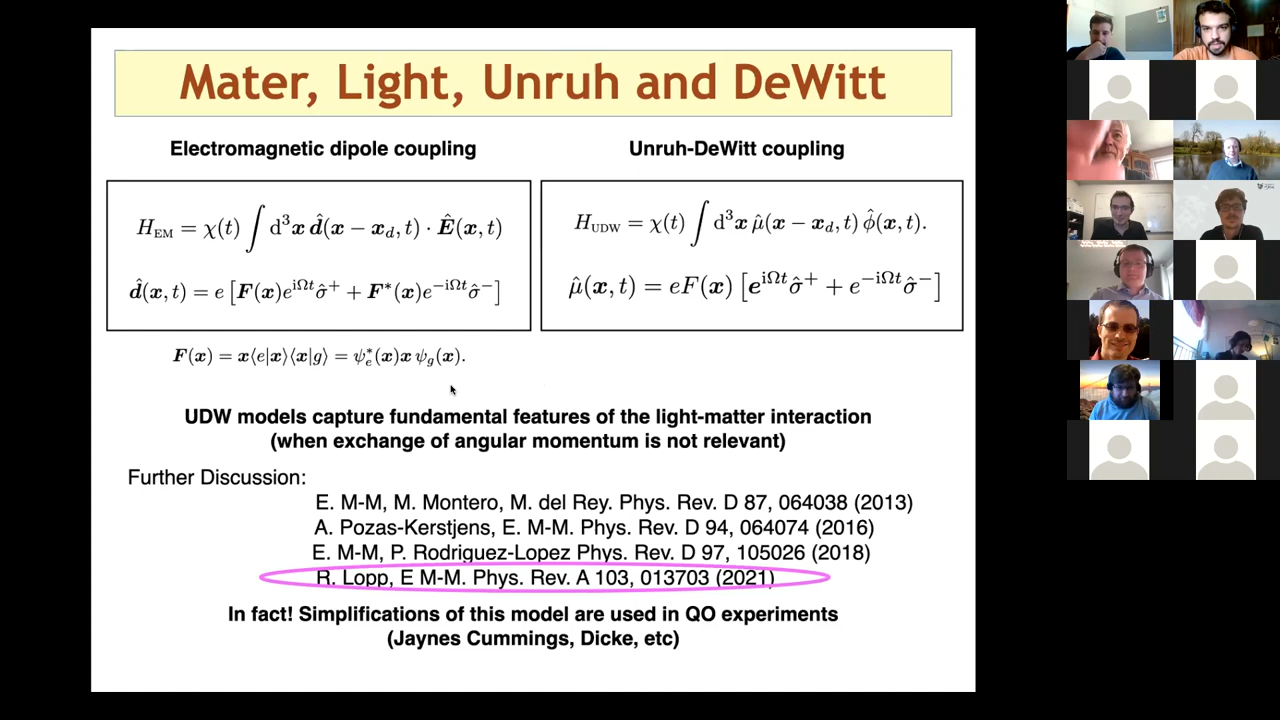 Mater, Light, Unruh and DeWitt
Electromagnetic dipole coupling
H_EM = χ(t) ∫ d³x d̂(x − x_d, t) · Ê(x, t)
d̂(x, t) = e [F(x)e^{iΩt}σ̂⁺ + F*(x)e^{−iΩt}σ̂⁻]
F(x) = x⟨e|x⟩⟨x|g⟩ = ψ_e*(x)x ψ_g(x).
Unruh-DeWitt coupling
H_UDW = χ(t) ∫ d³x μ̂(x − x_d, t) φ̂(x, t).
μ̂(x, t) = eF(x) [e^{iΩt}σ̂⁺ + e^{−iΩt}σ̂⁻]
UDW models capture fundamental features of the light-matter interaction
(when exchange of angular momentum is not relevant)
Further Discussion:
E. M-M, M. Montero, M. del Rey. Phys. Rev. D 87, 064038 (2013)
A. Pozas-Kerstjens, E. M-M. Phys. Rev. D 94, 064074 (2016)
E. M-M, P. Rodriguez-Lopez Phys. Rev. D 97, 105026 (2018)
R. Lopp, E M-M. Phys. Rev. A 103, 013703 (2021)
In fact! Simplifications of this model are used in QO experiments
(Jaynes Cummings, Dicke, etc)